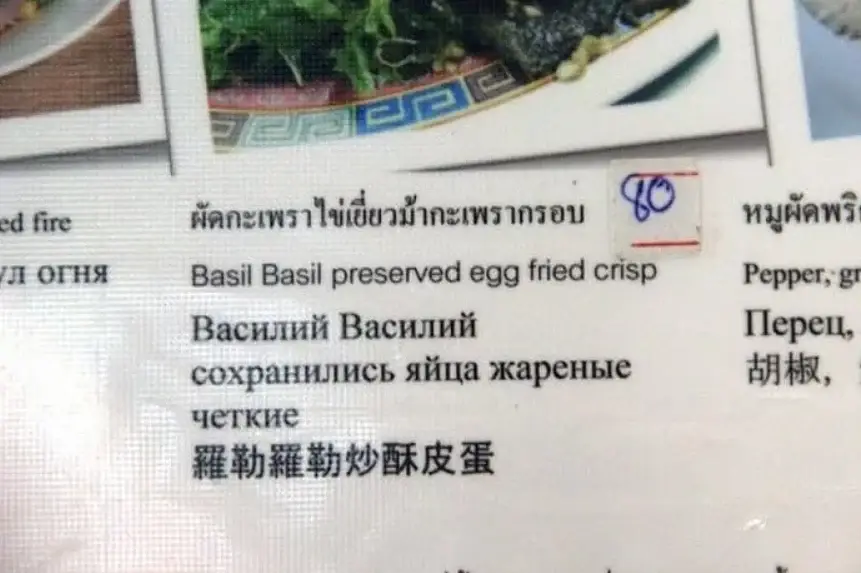 ed fire
ул огня
ผัดกะเพราไข่เยี่ยวม้ากะเพรากรอบ
80
Basil Basil preserved egg fried crisp
Василий Василий
сохранились яйца жареные
четкие
羅勒羅勒炒酥皮蛋
หมูผัดพริ
Pepper, gr
Перец,
胡椒,